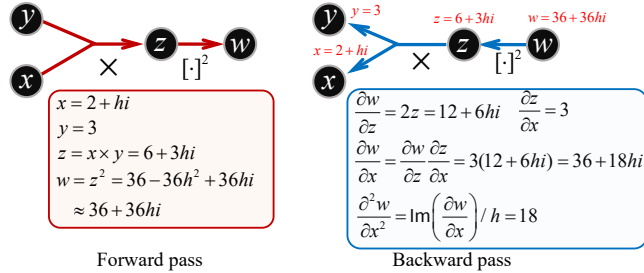 y
z
w
x
×
[·]²
x = 2 + hi
y = 3
z = x × y = 6 + 3hi
w = z² = 36 − 36h² + 36hi
≈ 36 + 36hi
Forward pass
y
y = 3
z = 6 + 3hi
w = 36 + 36hi
x = 2 + hi
z
w
x
×
[·]²
∂w/∂z = 2z = 12 + 6hi ∂z/∂x = 3
∂w/∂x = ∂w/∂z ∂z/∂x = 3(12 + 6hi) = 36 + 18hi
∂²w/∂x² = Im(∂w/∂x) / h = 18
Backward pass